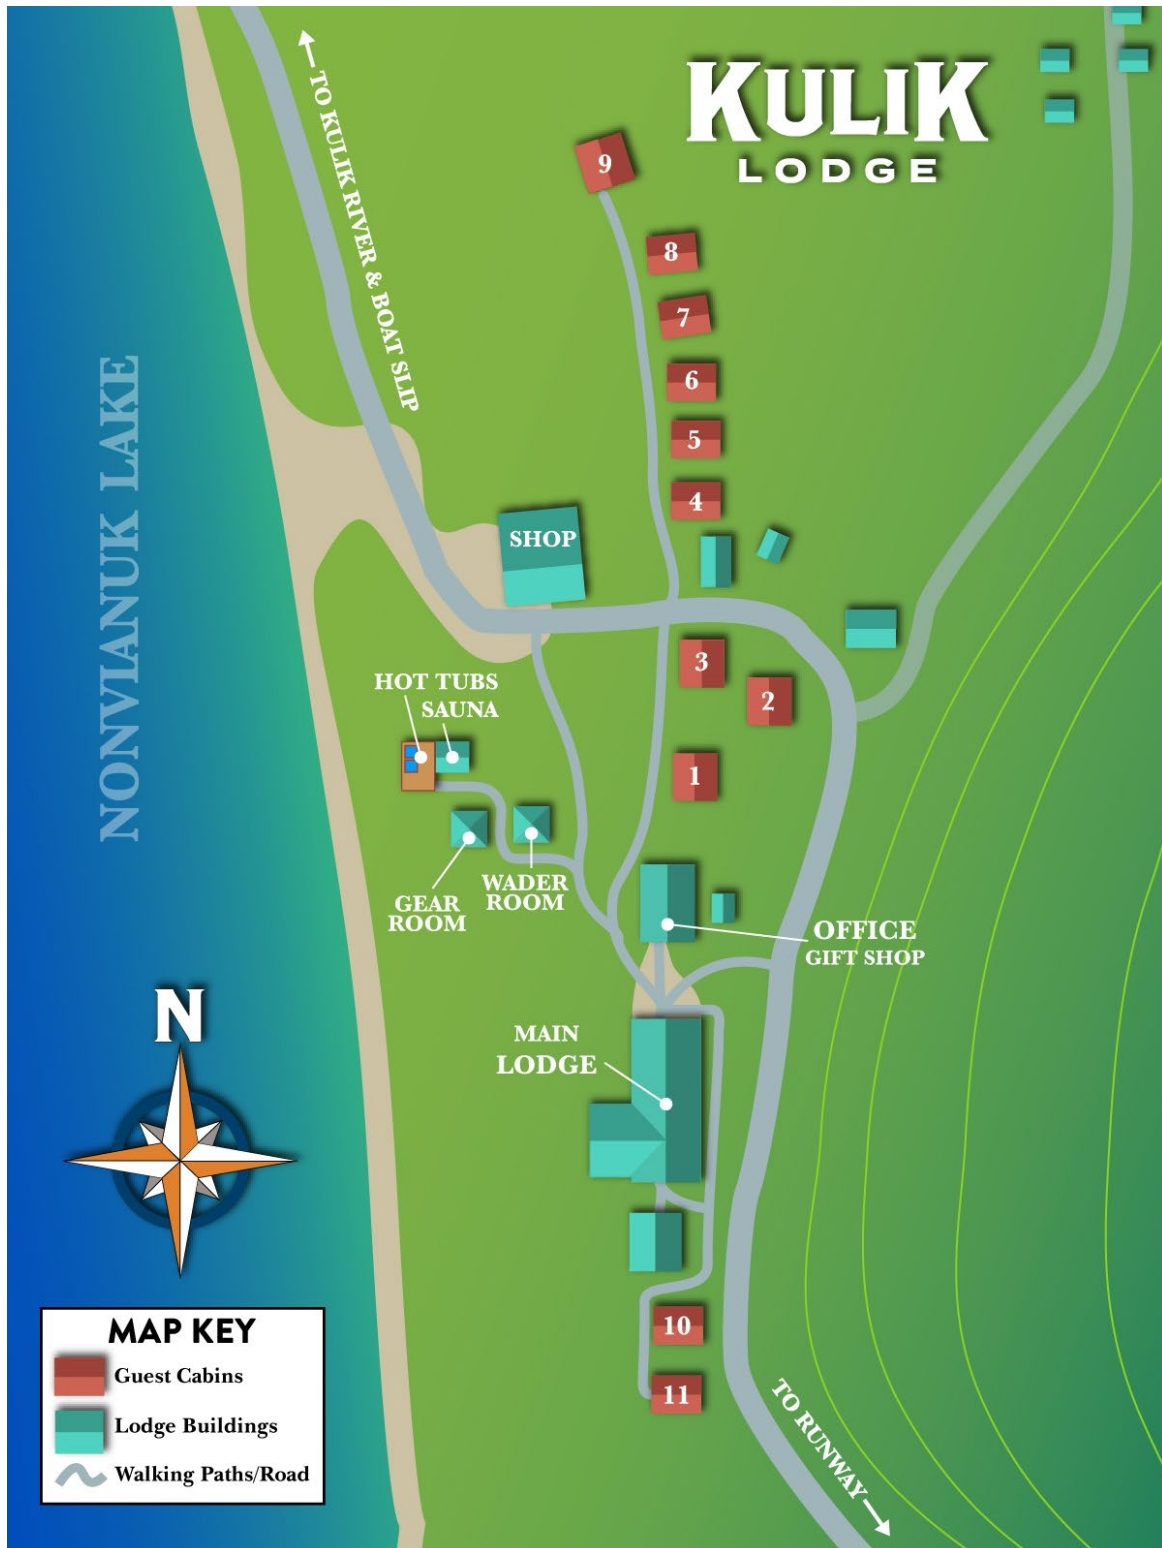 KULIK
LODGE
TO KULIK RIVER & BOAT SLIP
9
8
7
6
5
4
SHOP
3
2
1
HOT TUBS
SAUNA
NONVIANUK LAKE
GEAR
ROOM
WADER
ROOM
OFFICE
GIFT SHOP
MAIN
LODGE
N
10
11
TO RUNWAY
MAP KEY
Guest Cabins
Lodge Buildings
Walking Paths/Road